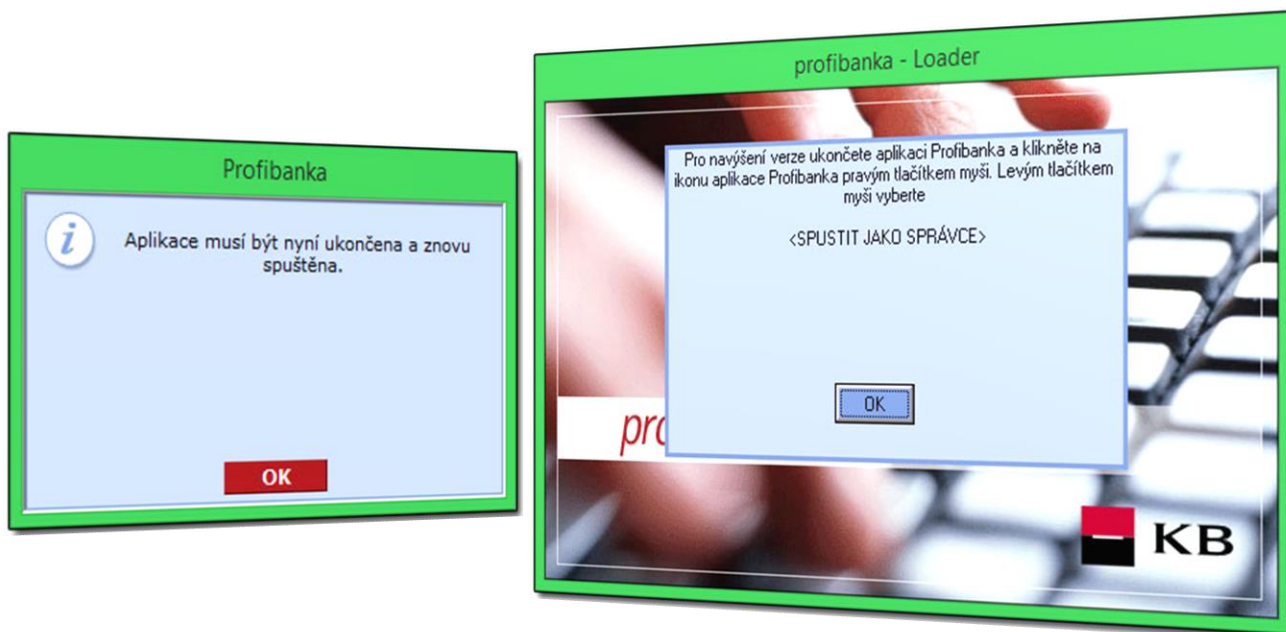 Profibanka
Aplikace musí být nyní ukončena a znovu
spuštěna.
OK
profibanka - Loader
Pro navýšení verze ukončete aplikaci Profibanka a klikněte na
ikonu aplikace Profibanka pravým tlačítkem myši. Levým tlačítkem
myši vyberte
<SPUSTIT JAKO SPRÁVCE>
OK
KB